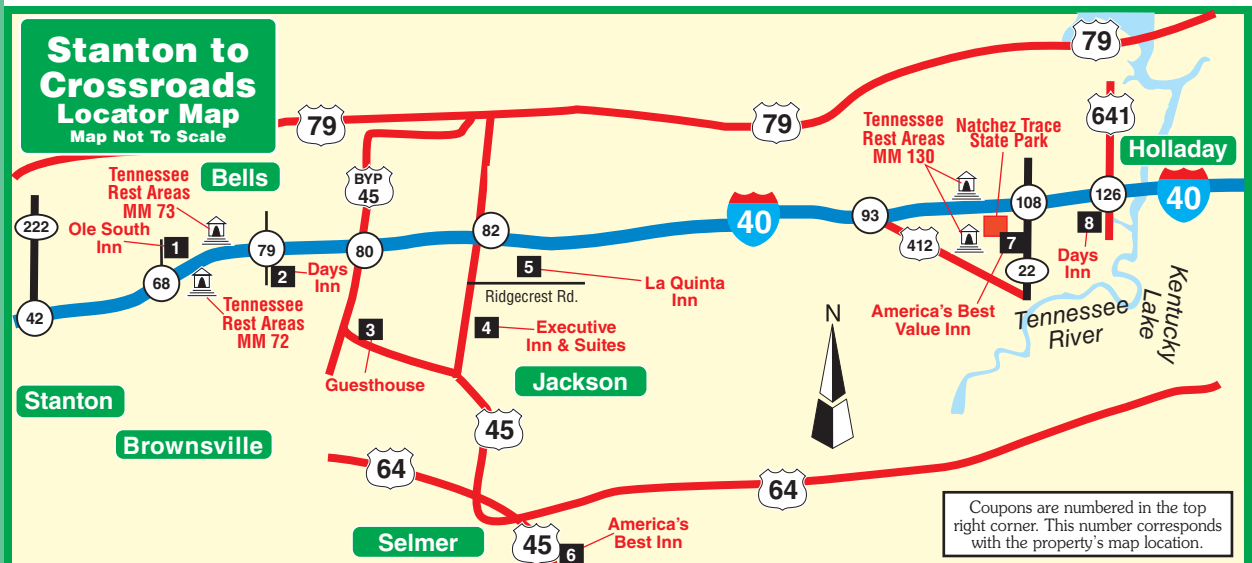 Stanton to
Crossroads
Locator Map
Map Not To Scale
79
79
79
641
Holladay
Tennessee
Rest Areas
MM 130
Natchez Trace
State Park
Bells
Tennessee
Rest Areas
MM 73
BYP
45
222
Ole South
Inn
1
68
42
79
2
Days
Inn
Tennessee
Rest Areas
MM 72
80
82
40
93
412
108
7
22
126
8
Days
Inn
40
5
La Quinta
Inn
Ridgecrest Rd.
3
Guesthouse
4
Executive
Inn & Suites
America's Best
Value Inn
Tennessee
River
Kentucky
Lake
N
Stanton
Brownsville
Jackson
45
64
64
Selmer
45
6
America's
Best Inn
Coupons are numbered in the top
right corner. This number corresponds
with the property's map location.